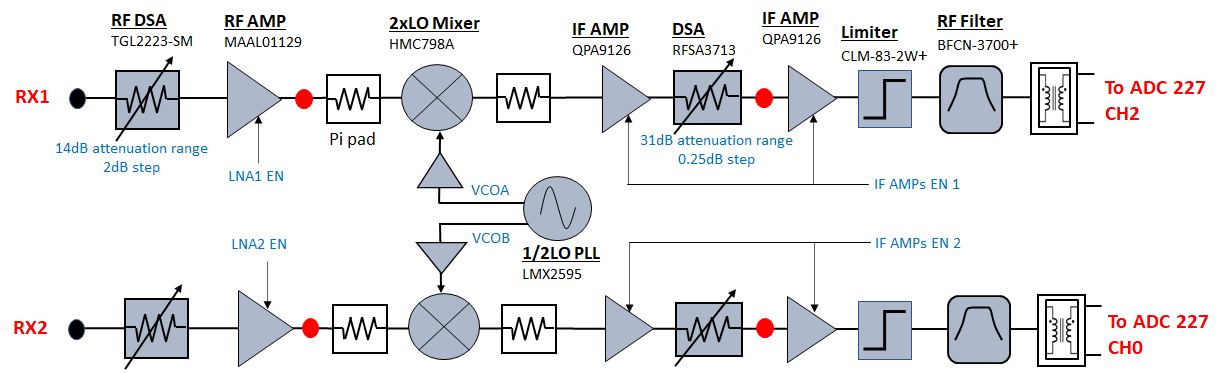 RF DSA
TGL2223-SM
RF AMP
MAAL01129
2xLO Mixer
HMC798A
IF AMP
QPA9126
DSA
RFSA3713
IF AMP
QPA9126
Limiter
CLM-83-2W+
RF Filter
BFCN-3700+
RX1
To ADC 227
CH2
Pi pad
14dB attenuation range
2dB step
31dB attenuation range
0.25dB step
LNA1 EN
IF AMPs EN 1
VCOA
VCOB
1/2LO PLL
LMX2595
LNA2 EN
IF AMPs EN 2
RX2
To ADC 227
CH0